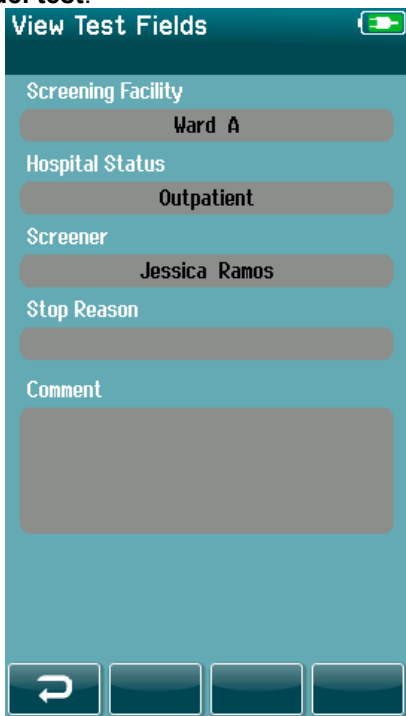 View Test Fields
Screening Facility
Ward A
Hospital Status
Outpatient
Screener
Jessica Ramos
Stop Reason
Comment